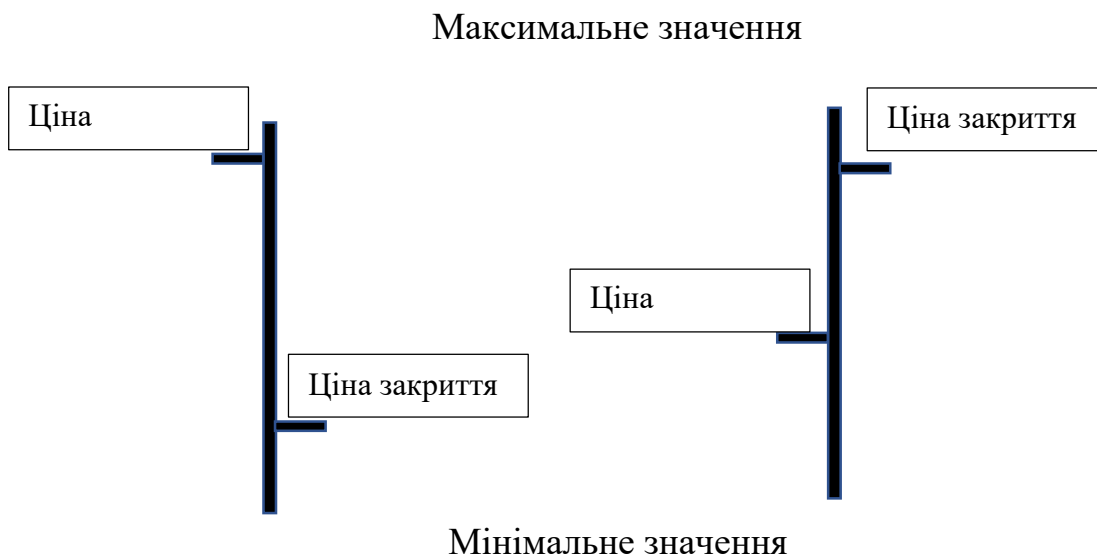 Максимальне значення
Ціна
Ціна закриття
Ціна
Ціна закриття
Мінімальне значення